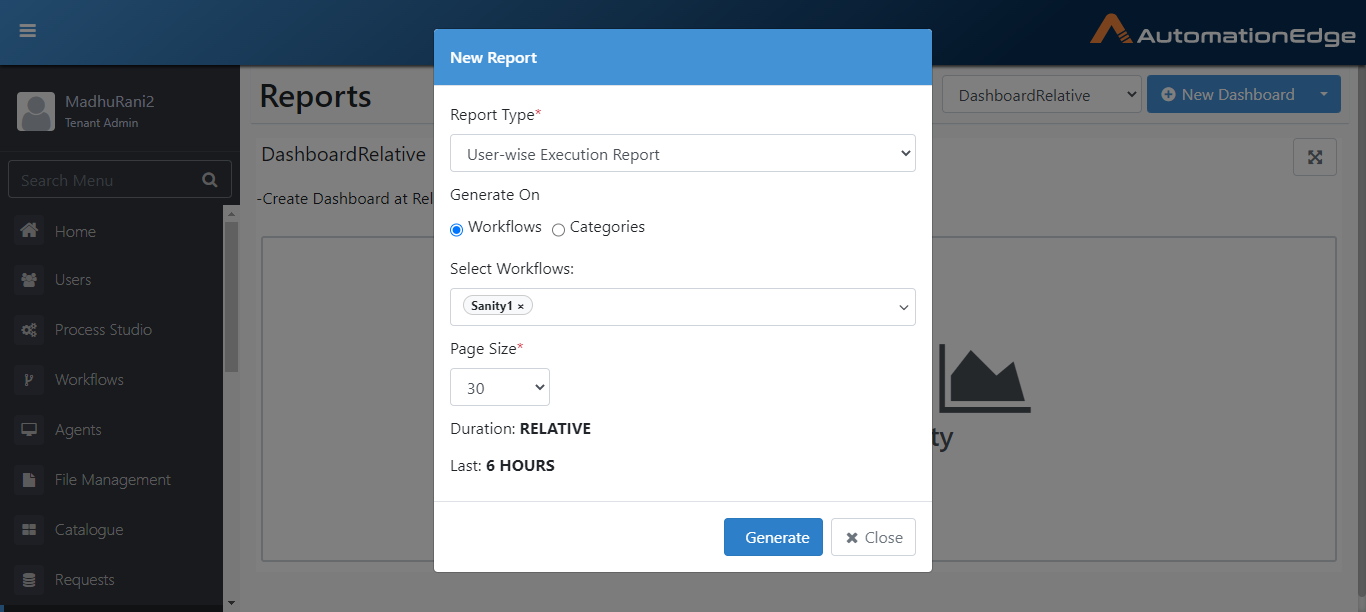 AutomationEdge
MadhuRani2
Tenant Admin
Search Menu
Home
Users
Process Studio
Workflows
Agents
File Management
Catalogue
Requests
Reports
DashboardRelative
New Dashboard
DashboardRelative
-Create Dashboard at Rel
ty
New Report
Report Type*
User-wise Execution Report
Generate On
Workflows Categories
Select Workflows:
Sanity1 ×
Page Size*
30
Duration: RELATIVE
Last: 6 HOURS
Generate
Close